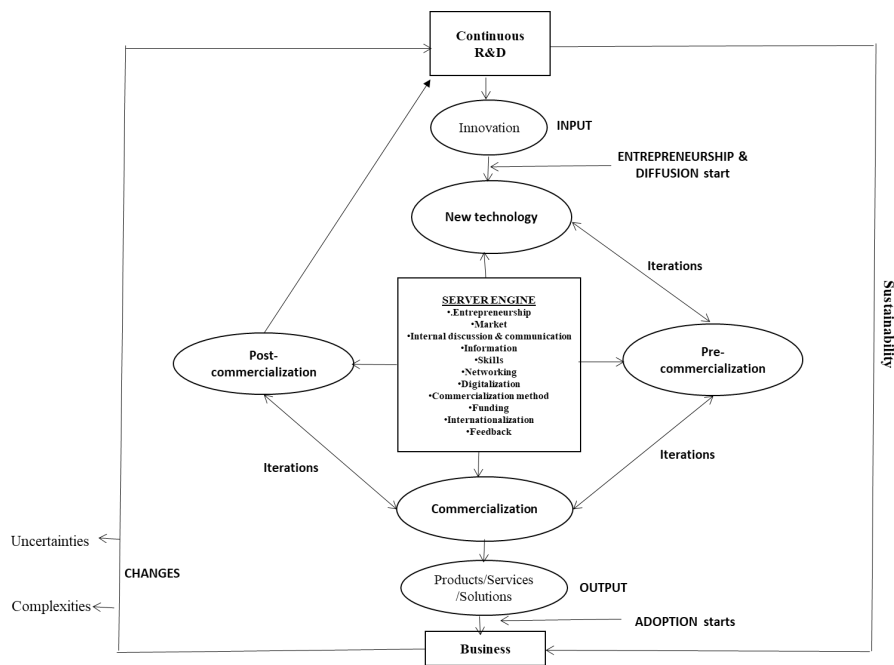 Continuous
R&D
Innovation
INPUT
ENTREPRENEURSHIP &
DIFFUSION start
New technology
Iterations
SERVER ENGINE
•.Entrepreneurship
•Market
•Internal discussion & communication
•Information
•Skills
•Networking
•Digitalization
•Commercialization method
•Funding
•Internationalization
•Feedback
Post-
commercialization
Pre-
commercialization
Sustainability
Iterations
Iterations
Commercialization
Uncertainties
CHANGES
Complexities
Products/Services
/Solutions
OUTPUT
ADOPTION starts
Business